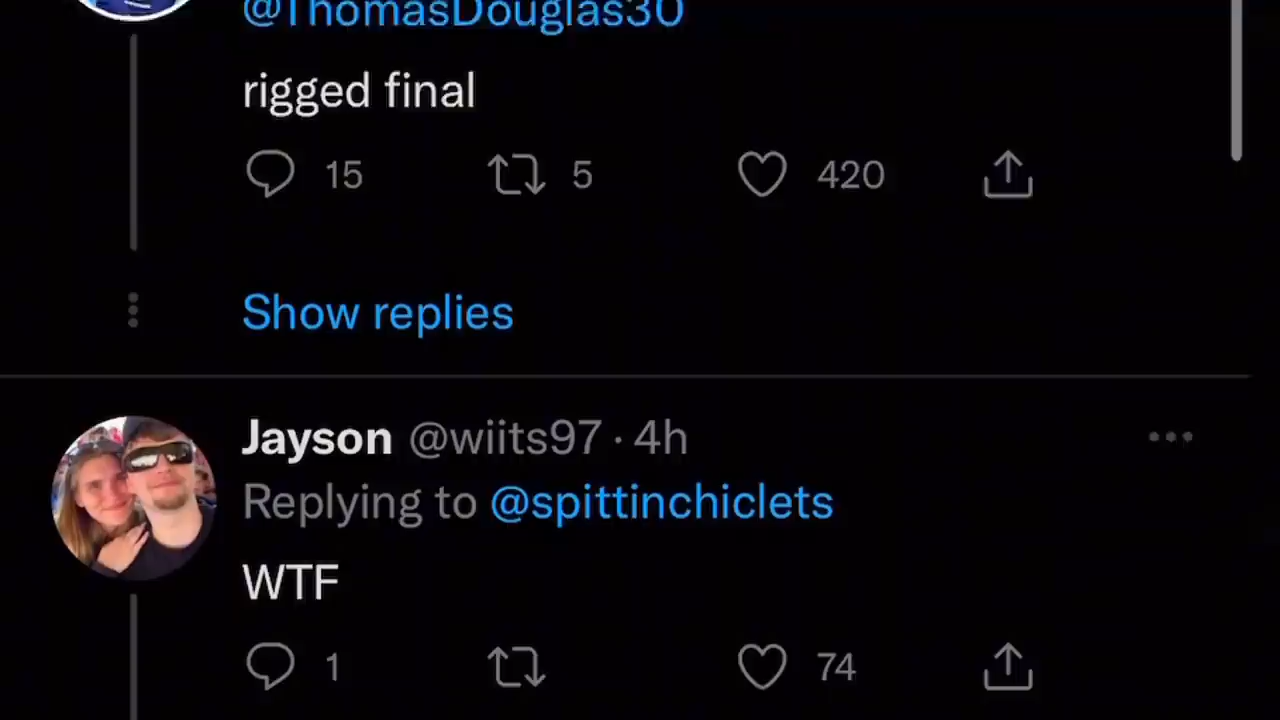 @ThomasDouglas30
rigged final
15 5 420
Show replies
Jayson @wiits97 · 4h
Replying to @spittinchiclets
WTF
1 74